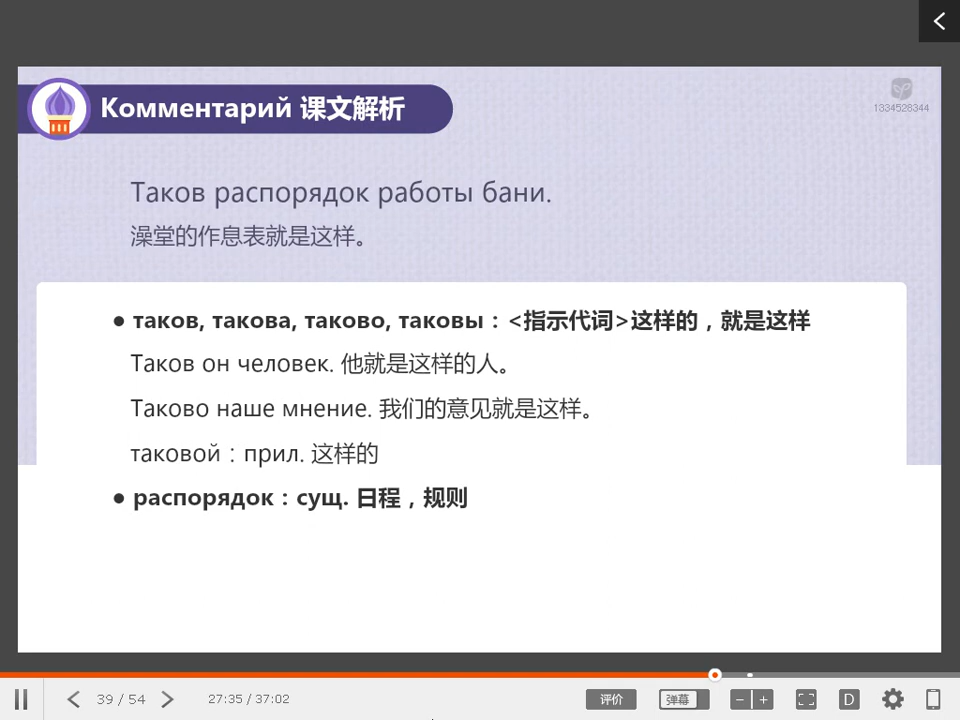 Комментарий 课文解析
1334528344
Таков распорядок работы бани.
澡堂的作息表就是这样。
● таков, такова, таково, таковы：<指示代词>这样的，就是这样
Таков он человек. 他就是这样的人。
Таково наше мнение. 我们的意见就是这样。
таковой：прил. 这样的
● распорядок：сущ. 日程，规则
39 / 54
27:35 / 37:02
评价
弹幕
D